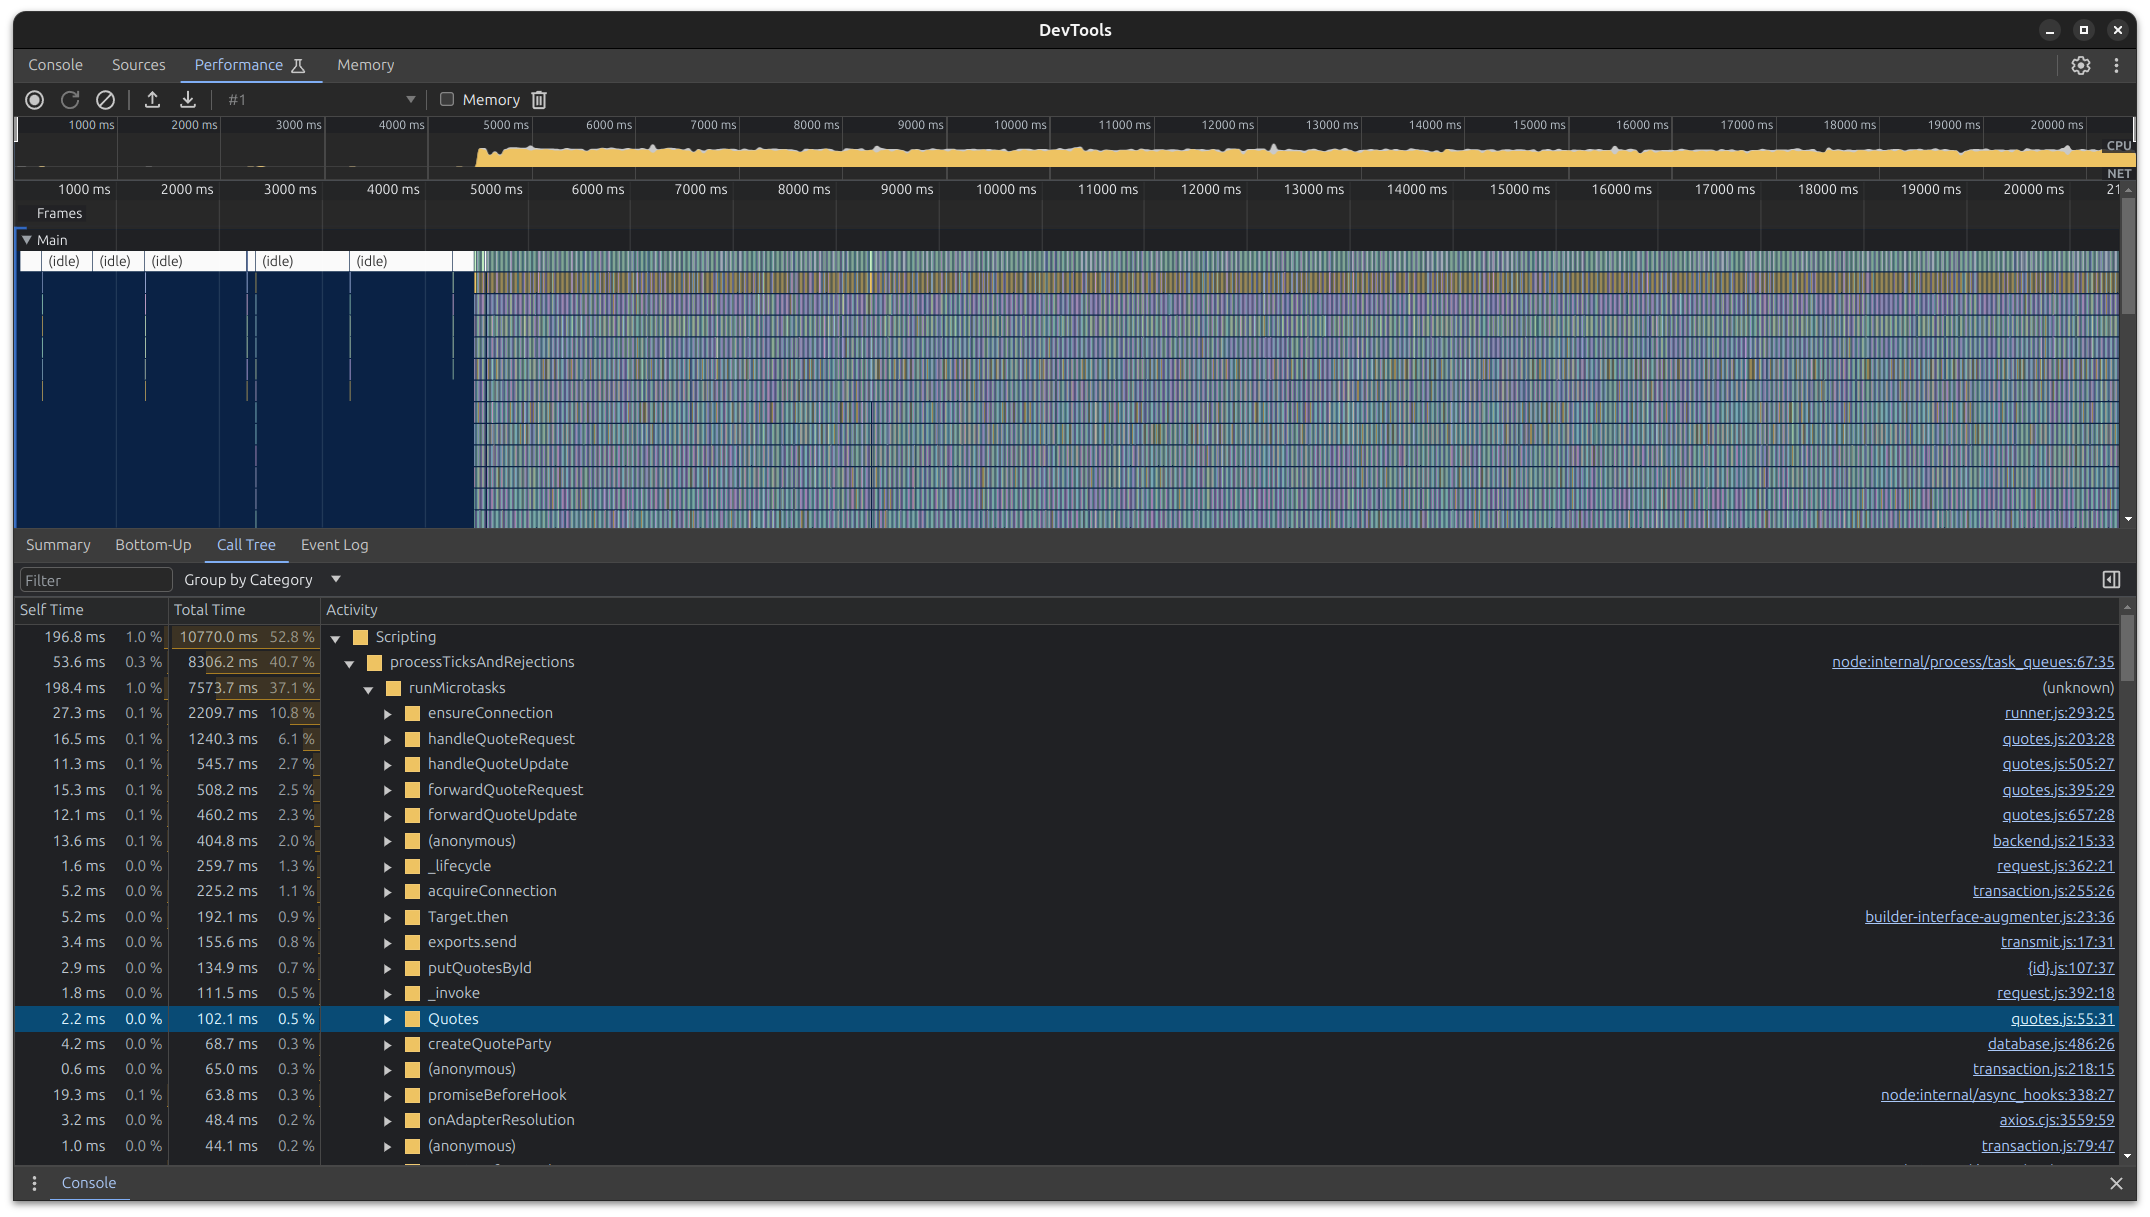 DevTools
Console Sources Performance Memory
#1 Memory
1000 ms 2000 ms 3000 ms 4000 ms 5000 ms 6000 ms 7000 ms 8000 ms 9000 ms 10000 ms 11000 ms 12000 ms 13000 ms 14000 ms 15000 ms 16000 ms 17000 ms 18000 ms 19000 ms 20000 ms
CPU
NET
1000 ms 2000 ms 3000 ms 4000 ms 5000 ms 6000 ms 7000 ms 8000 ms 9000 ms 10000 ms 11000 ms 12000 ms 13000 ms 14000 ms 15000 ms 16000 ms 17000 ms 18000 ms 19000 ms 20000 ms 21
Frames
Main
(idle) (idle) (idle) (idle) (idle)
Summary Bottom-Up Call Tree Event Log
Filter Group by Category
Self Time Total Time Activity
196.8 ms 1.0 % 10770.0 ms 52.8 % Scripting
53.6 ms 0.3 % 8306.2 ms 40.7 % processTicksAndRejections node:internal/process/task_queues:67:35
198.4 ms 1.0 % 7573.7 ms 37.1 % runMicrotasks (unknown)
27.3 ms 0.1 % 2209.7 ms 10.8 % ensureConnection runner.js:293:25
16.5 ms 0.1 % 1240.3 ms 6.1 % handleQuoteRequest quotes.js:203:28
11.3 ms 0.1 % 545.7 ms 2.7 % handleQuoteUpdate quotes.js:505:27
15.3 ms 0.1 % 508.2 ms 2.5 % forwardQuoteRequest quotes.js:395:29
12.1 ms 0.1 % 460.2 ms 2.3 % forwardQuoteUpdate quotes.js:657:28
13.6 ms 0.1 % 404.8 ms 2.0 % (anonymous) backend.js:215:33
1.6 ms 0.0 % 259.7 ms 1.3 % _lifecycle request.js:362:21
5.2 ms 0.0 % 225.2 ms 1.1 % acquireConnection transaction.js:255:26
5.2 ms 0.0 % 192.1 ms 0.9 % Target.then builder-interface-augmenter.js:23:36
3.4 ms 0.0 % 155.6 ms 0.8 % exports.send transmit.js:17:31
2.9 ms 0.0 % 134.9 ms 0.7 % putQuotesById {id}.js:107:37
1.8 ms 0.0 % 111.5 ms 0.5 % _invoke request.js:392:18
2.2 ms 0.0 % 102.1 ms 0.5 % Quotes quotes.js:55:31
4.2 ms 0.0 % 68.7 ms 0.3 % createQuoteParty database.js:486:26
0.6 ms 0.0 % 65.0 ms 0.3 % (anonymous) transaction.js:218:15
19.3 ms 0.1 % 63.8 ms 0.3 % promiseBeforeHook node:internal/async_hooks:338:27
3.2 ms 0.0 % 48.4 ms 0.2 % onAdapterResolution axios.cjs:3559:59
1.0 ms 0.0 % 44.1 ms 0.2 % (anonymous) transaction.js:79:47
Console